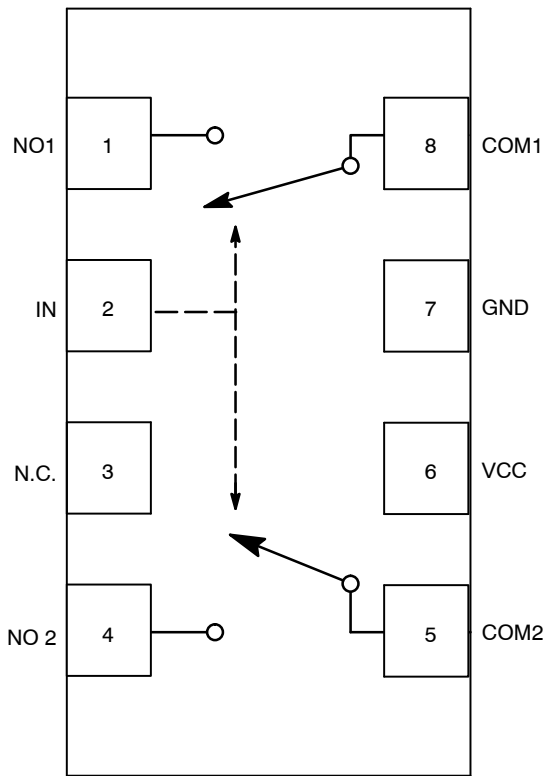 NO1 1 8 COM1
IN 2 7 GND
N.C. 3 6 VCC
NO 2 4 5 COM2